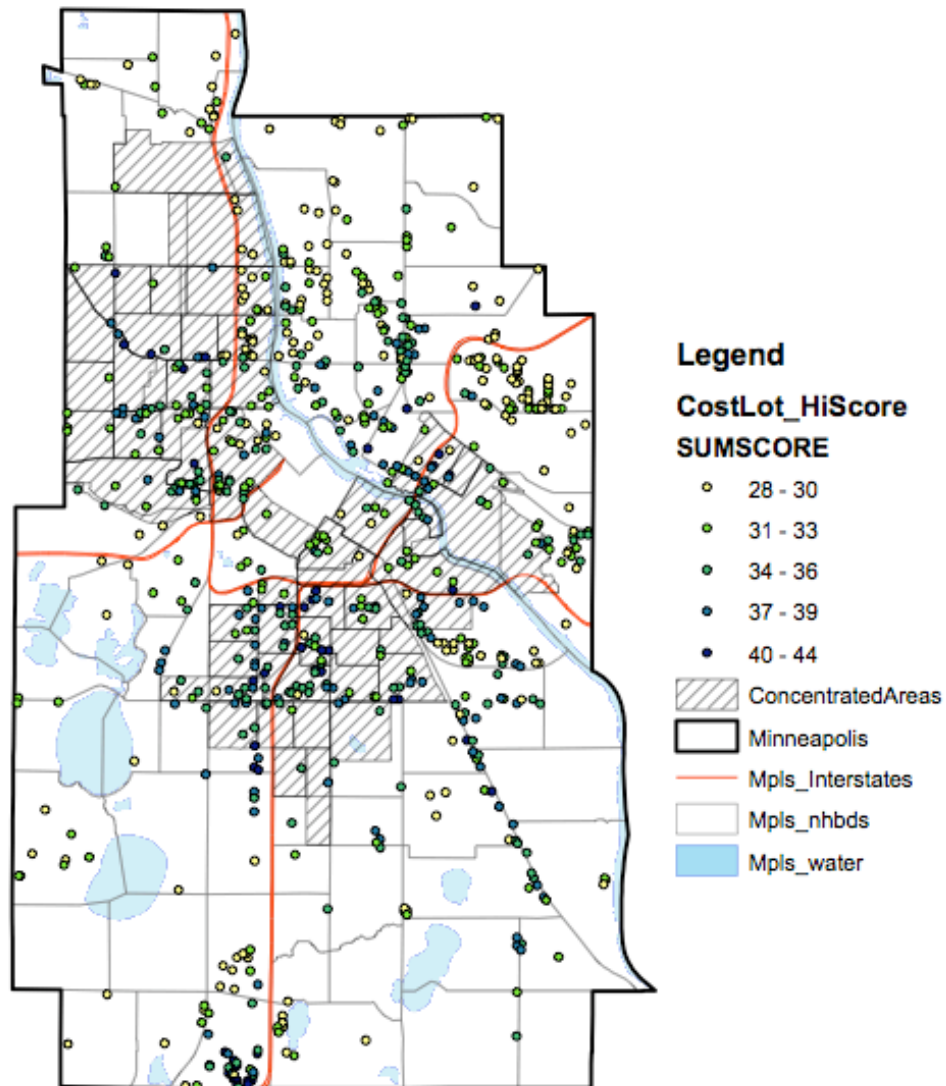 Legend
CostLot_HiScore
SUMSCORE
28 - 30
31 - 33
34 - 36
37 - 39
40 - 44
ConcentratedAreas
Minneapolis
Mpls_Interstates
Mpls_nhbds
Mpls_water